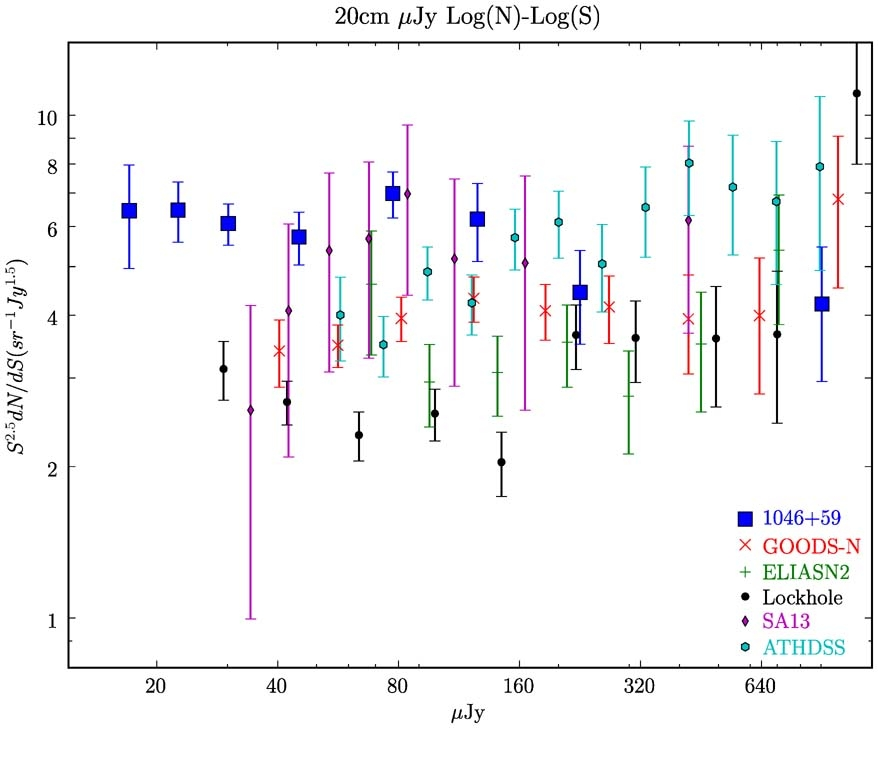 20cm μJy Log(N)-Log(S)
10
8
6
4
2
1
S^{2.5}dN/dS(sr^{-1}Jy^{1.5})
20 40 80 160 320 640
μJy
1046+59
GOODS-N
ELIASN2
Lockhole
SA13
ATHDSS